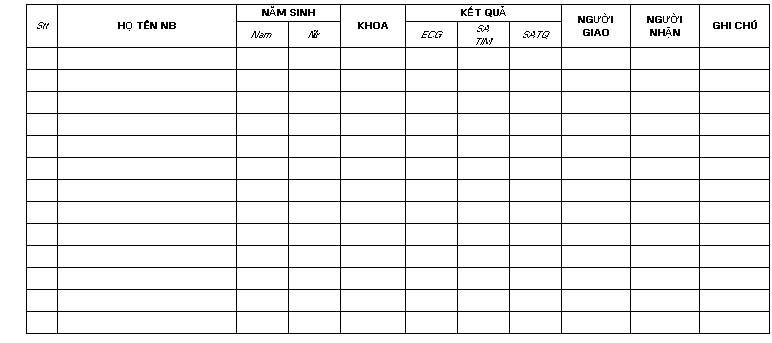 Stt
HỌ TÊN NB
NĂM SINH
Nam
Nữ
KHOA
KẾT QUẢ
ECG
SA
TIM
SATQ
NGƯỜI
GIAO
NGƯỜI
NHẬN
GHI CHÚ